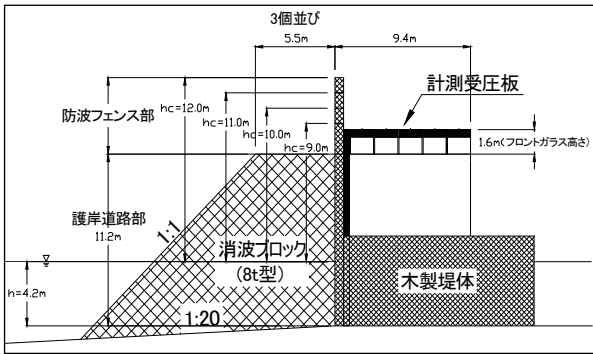 3個並び
5.5m
9.4m
計測受圧板
防波フェンス部
hc=12.0m
hc=11.0m
hc=10.0m
hc=9.0m
1.6m(フロントガラス高さ)
護岸道路部
11.2m
1:1
消波ブロック
(8t型)
木製堤体
h=4.2m
1:20